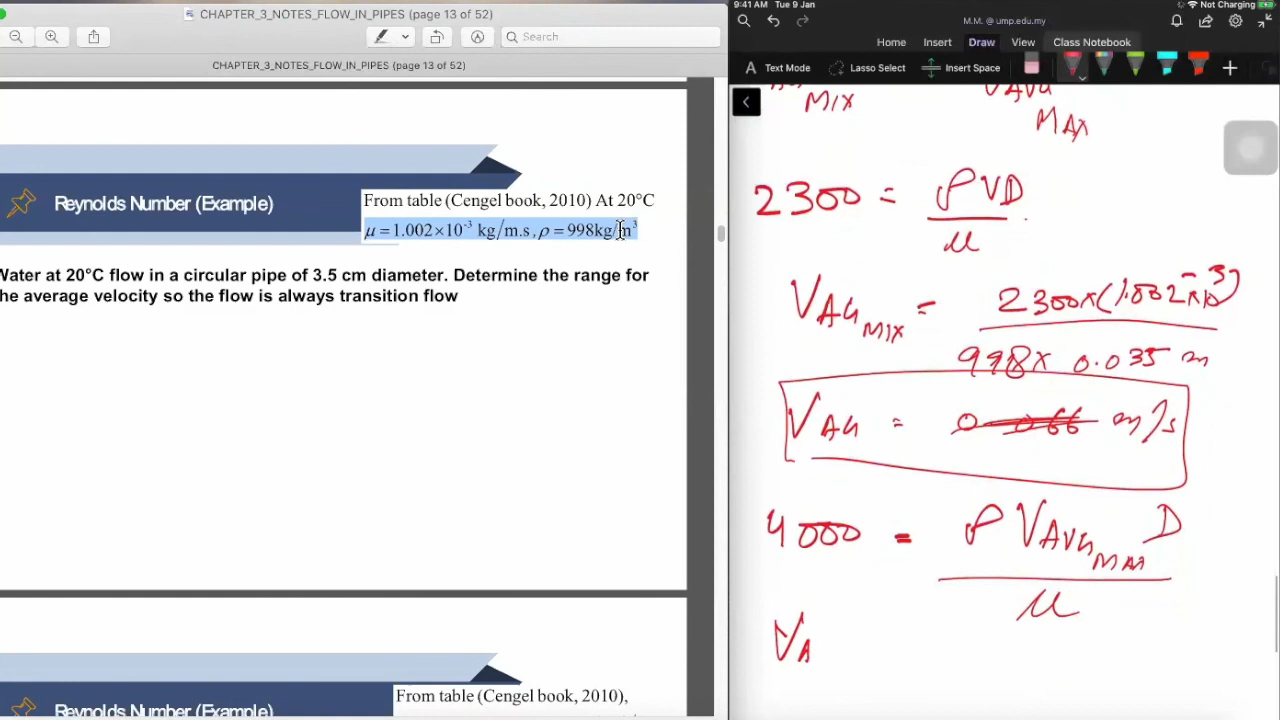 CHAPTER_3_NOTES_FLOW_IN_PIPES (page 13 of 52)
Search
CHAPTER_3_NOTES_FLOW_IN_PIPES (page 13 of 52)
Reynolds Number (Example)
From table (Cengel book, 2010) At 20°C
μ = 1.002×10⁻³ kg/m.s , ρ = 998kg/m³
Water at 20°C flow in a circular pipe of 3.5 cm diameter. Determine the range for
he average velocity so the flow is always transition flow
From table (Cengel book, 2010),
9:41 AM Tue 9 Jan
Not Charging
M.M. @ ump.edu.my
Home Insert Draw View Class Notebook
Text Mode Lasso Select Insert Space
MIX
MAX
2300 = ρVD
μ
VAG MIX = 2300×(1.002×10⁻³)
998× 0.035 m
VAG = 0.066 m/s
4000 = ρ VAVG MAX D
μ
VA